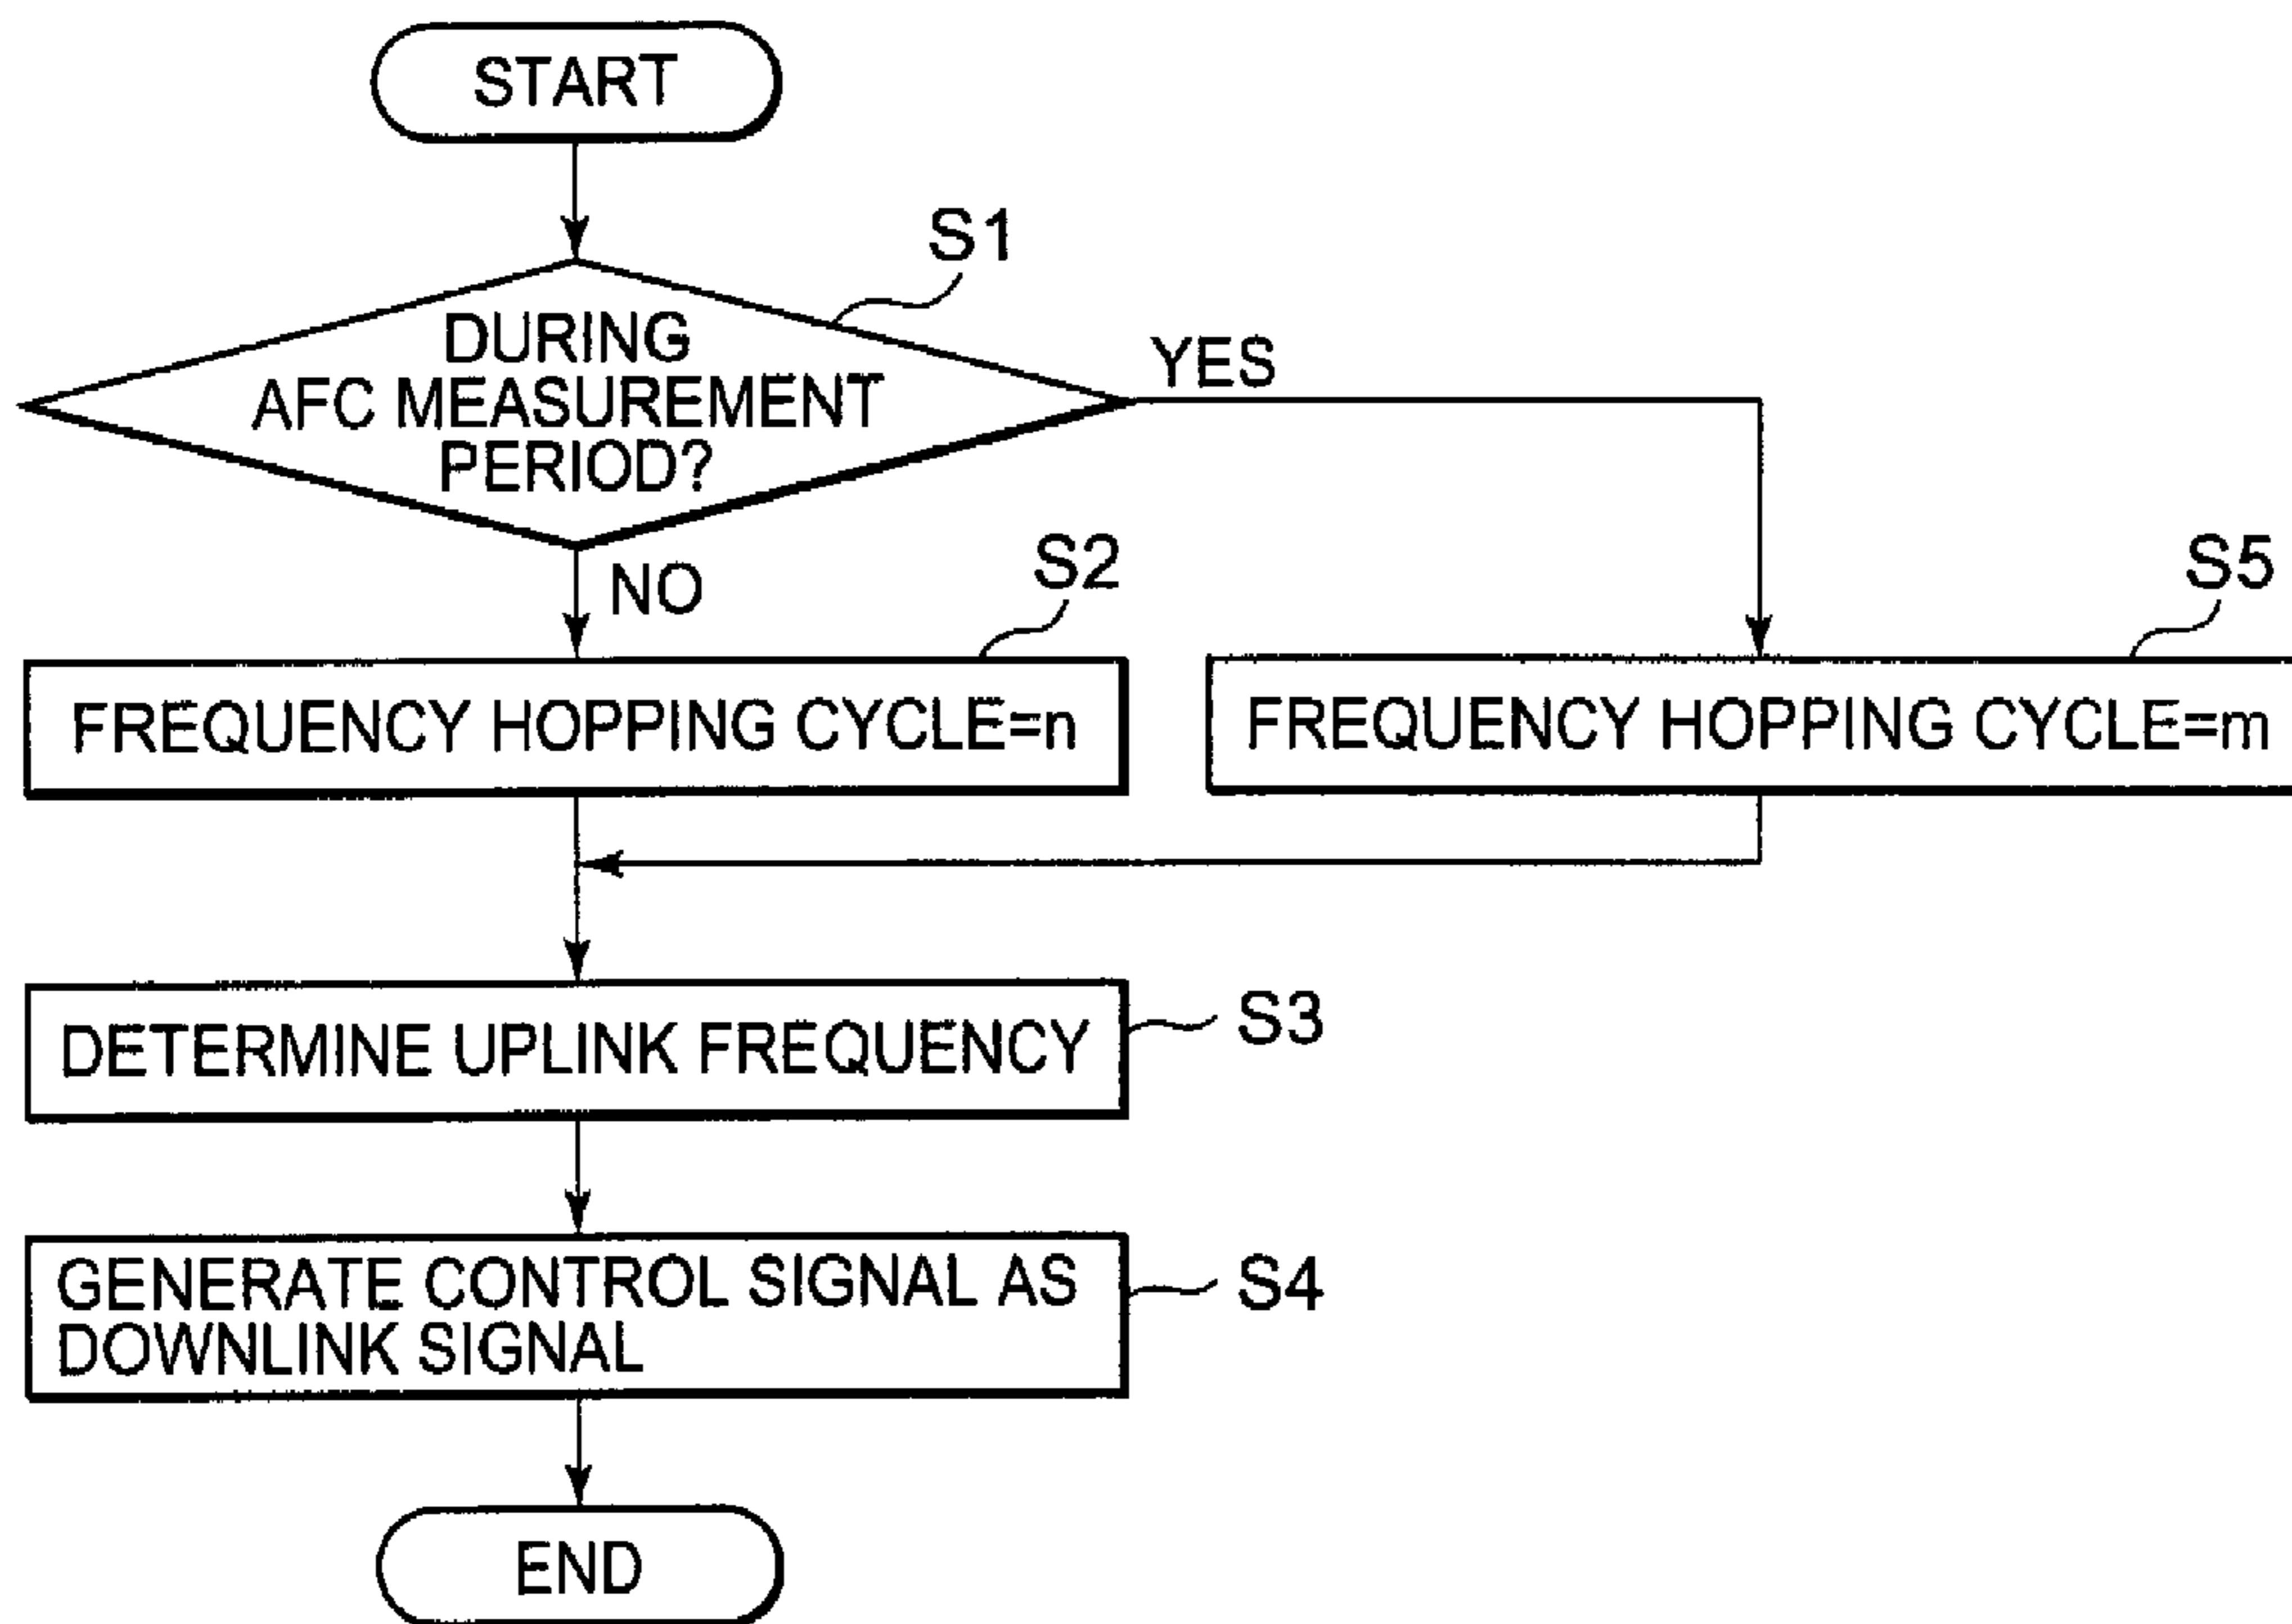 START
S1
DURING
AFC MEASUREMENT
PERIOD?
YES
NO
S2
S5
FREQUENCY HOPPING CYCLE=n
FREQUENCY HOPPING CYCLE=m
DETERMINE UPLINK FREQUENCY
S3
GENERATE CONTROL SIGNAL AS
DOWNLINK SIGNAL
S4
END